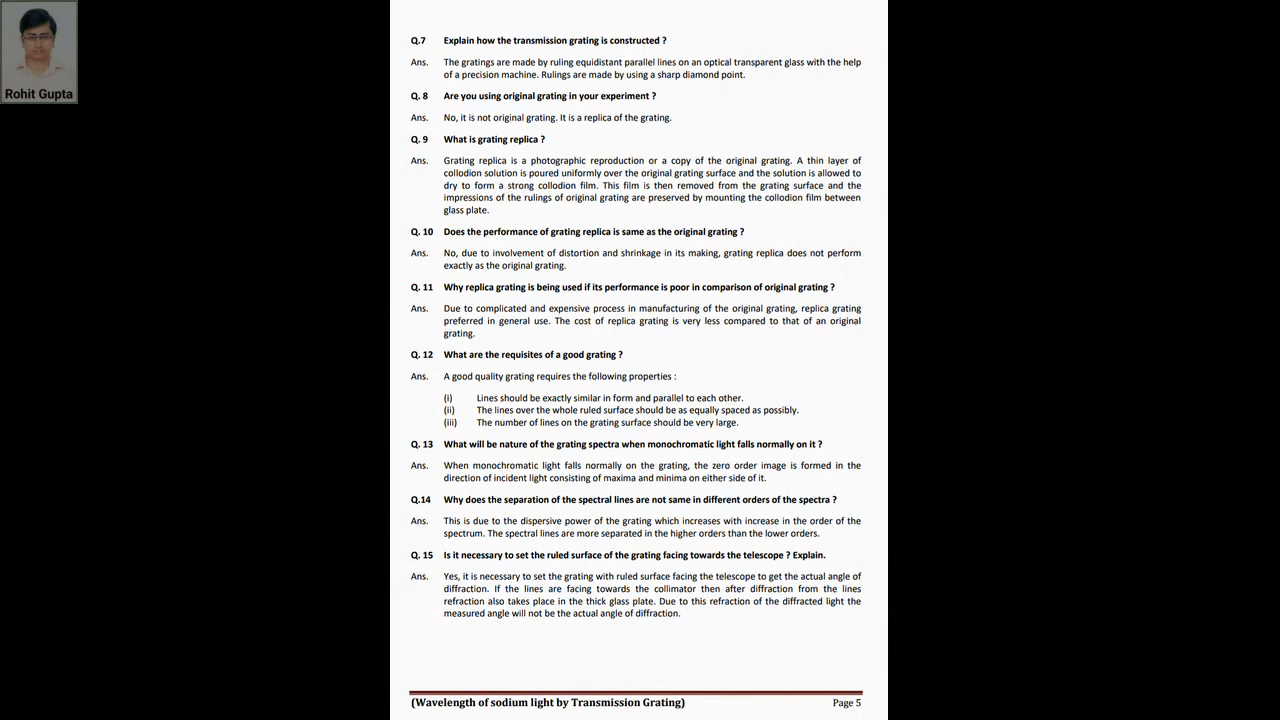 Rohit Gupta
Q.7 Explain how the transmission grating is constructed ?
Ans. The gratings are made by ruling equidistant parallel lines on an optical transparent glass with the help
of a precision machine. Rulings are made by using a sharp diamond point.
Q. 8 Are you using original grating in your experiment ?
Ans. No, it is not original grating. It is a replica of the grating.
Q. 9 What is grating replica ?
Ans. Grating replica is a photographic reproduction or a copy of the original grating. A thin layer of
collodion solution is poured uniformly over the original grating surface and the solution is allowed to
dry to form a strong collodion film. This film is then removed from the grating surface and the
impressions of the rulings of original grating are preserved by mounting the collodion film between
glass plate.
Q. 10 Does the performance of grating replica is same as the original grating ?
Ans. No, due to involvement of distortion and shrinkage in its making, grating replica does not perform
exactly as the original grating.
Q. 11 Why replica grating is being used if its performance is poor in comparison of original grating ?
Ans. Due to complicated and expensive process in manufacturing of the original grating, replica grating
preferred in general use. The cost of replica grating is very less compared to that of an original
grating.
Q. 12 What are the requisites of a good grating ?
Ans. A good quality grating requires the following properties :
(i) Lines should be exactly similar in form and parallel to each other.
(ii) The lines over the whole ruled surface should be as equally spaced as possibly.
(iii) The number of lines on the grating surface should be very large.
Q. 13 What will be nature of the grating spectra when monochromatic light falls normally on it ?
Ans. When monochromatic light falls normally on the grating, the zero order image is formed in the
direction of incident light consisting of maxima and minima on either side of it.
Q.14 Why does the separation of the spectral lines are not same in different orders of the spectra ?
Ans. This is due to the dispersive power of the grating which increases with increase in the order of the
spectrum. The spectral lines are more separated in the higher orders than the lower orders.
Q. 15 Is it necessary to set the ruled surface of the grating facing towards the telescope ? Explain.
Ans. Yes, it is necessary to set the grating with ruled surface facing the telescope to get the actual angle of
diffraction. If the lines are facing towards the collimator then after diffraction from the lines
refraction also takes place in the thick glass plate. Due to this refraction of the diffracted light the
measured angle will not be the actual angle of diffraction.
(Wavelength of sodium light by Transmission Grating) Page 5